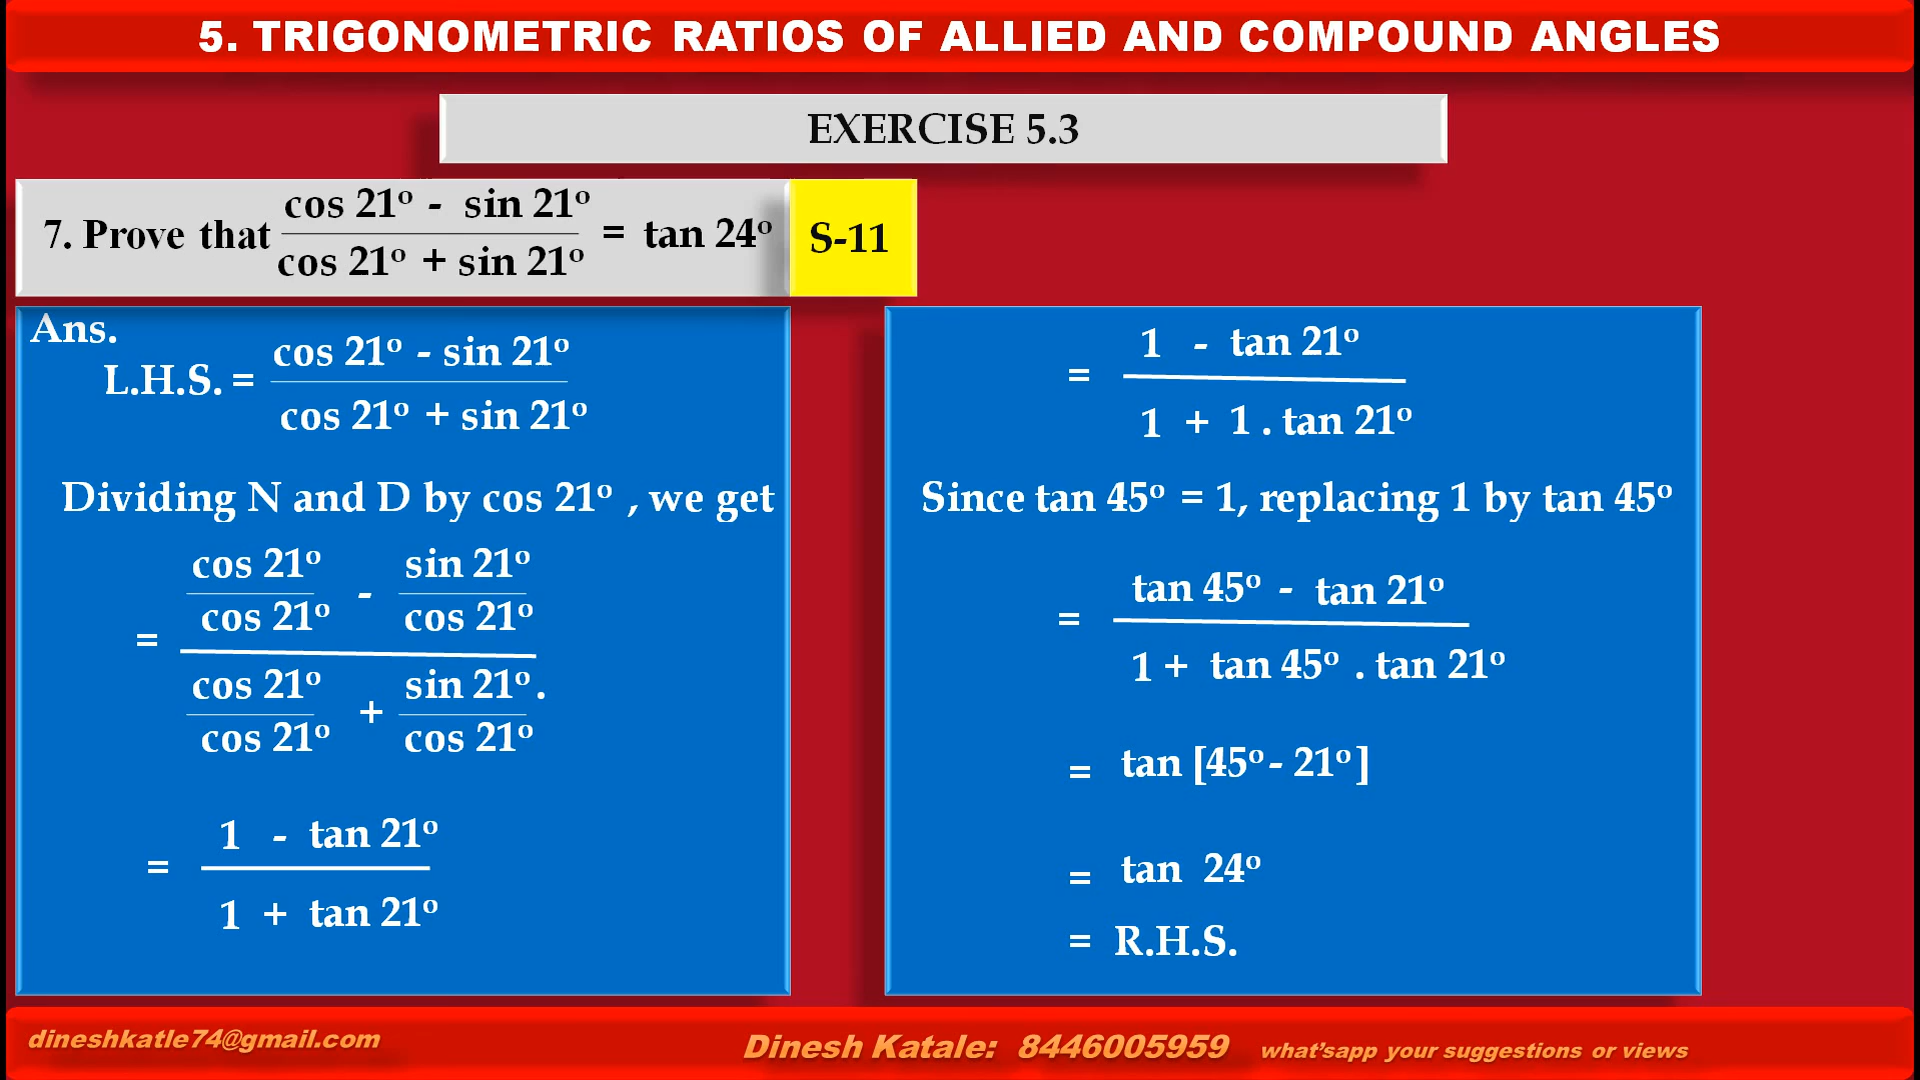 5. TRIGONOMETRIC RATIOS OF ALLIED AND COMPOUND ANGLES
EXERCISE 5.3
7. Prove that (cos 21º - sin 21º) / (cos 21º + sin 21º) = tan 24º
S-11
Ans.
L.H.S. = (cos 21º - sin 21º) / (cos 21º + sin 21º)
Dividing N and D by cos 21º , we get
= (cos 21º / cos 21º - sin 21º / cos 21º) / (cos 21º / cos 21º + sin 21º. / cos 21º)
= (1 - tan 21º) / (1 + tan 21º)
= (1 - tan 21º) / (1 + 1 . tan 21º)
Since tan 45º = 1, replacing 1 by tan 45º
= (tan 45º - tan 21º) / (1 + tan 45º . tan 21º)
= tan [45º - 21º]
= tan 24º
= R.H.S.
dineshkatle74@gmail.com
Dinesh Katale: 8446005959 what'sapp your suggestions or views